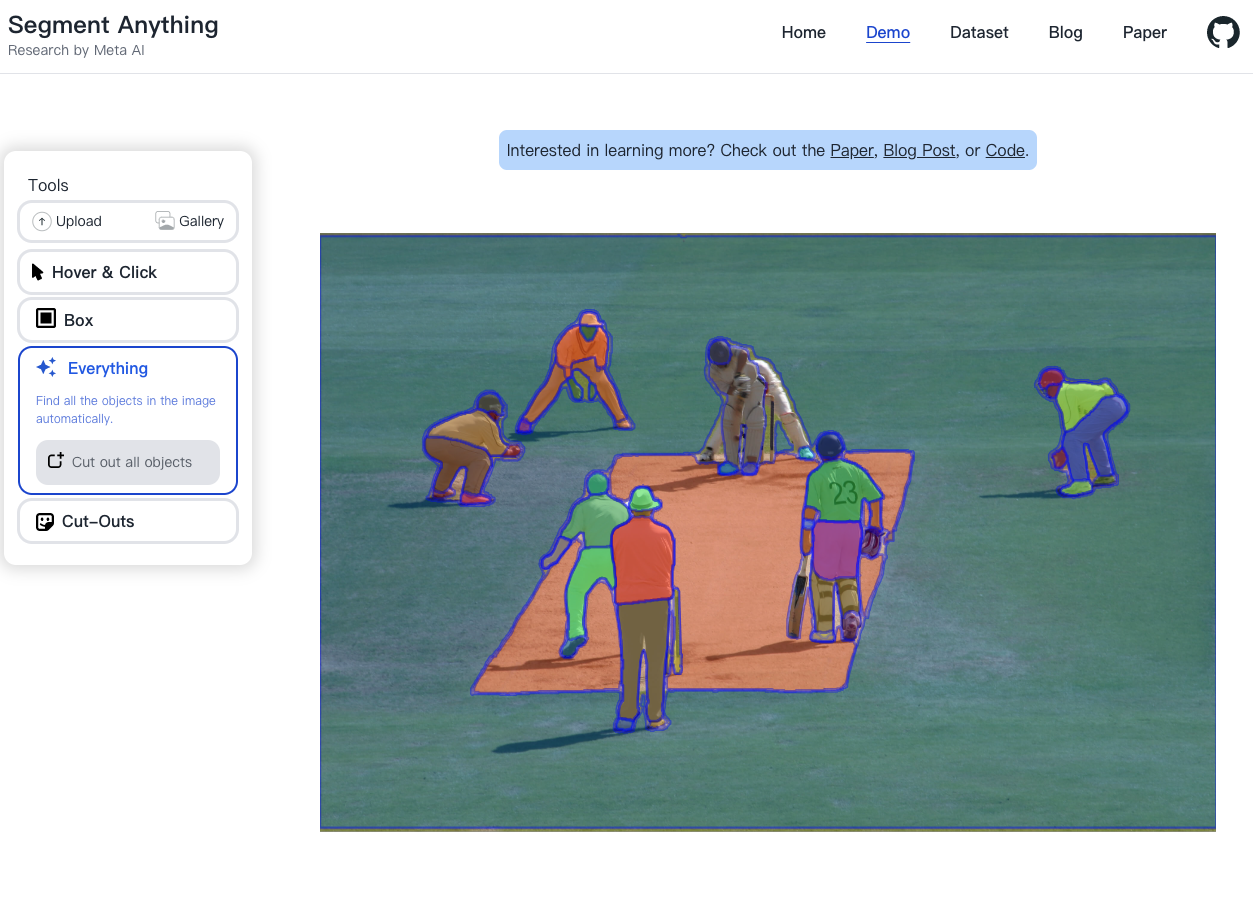 Segment Anything
Research by Meta AI
Home
Demo
Dataset
Blog
Paper
Interested in learning more? Check out the Paper, Blog Post, or Code.
Tools
Upload
Gallery
Hover & Click
Box
Everything
Find all the objects in the image
automatically.
Cut out all objects
Cut-Outs
23